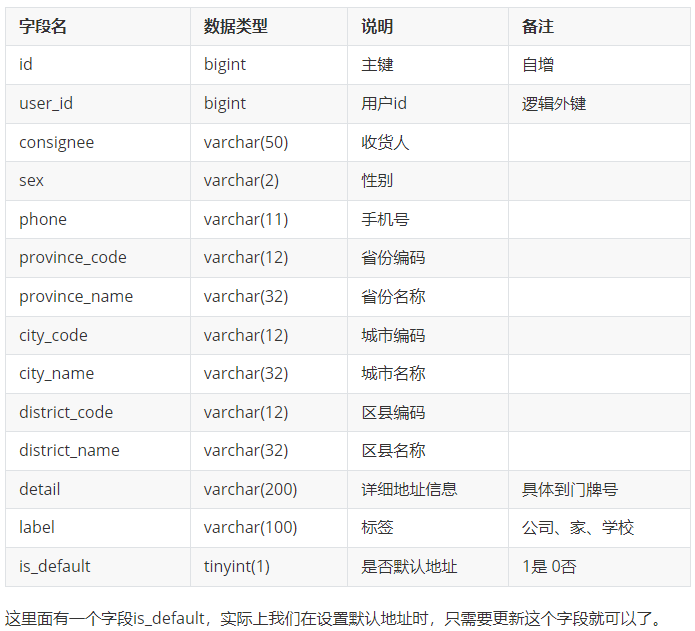 字段名 数据类型 说明 备注
id bigint 主键 自增
user_id bigint 用户id 逻辑外键
consignee varchar(50) 收货人
sex varchar(2) 性别
phone varchar(11) 手机号
province_code varchar(12) 省份编码
province_name varchar(32) 省份名称
city_code varchar(12) 城市编码
city_name varchar(32) 城市名称
district_code varchar(12) 区县编码
district_name varchar(32) 区县名称
detail varchar(200) 详细地址信息 具体到门牌号
label varchar(100) 标签 公司、家、学校
is_default tinyint(1) 是否默认地址 1是 0否
这里面有一个字段is_default，实际上我们在设置默认地址时，只需要更新这个字段就可以了。